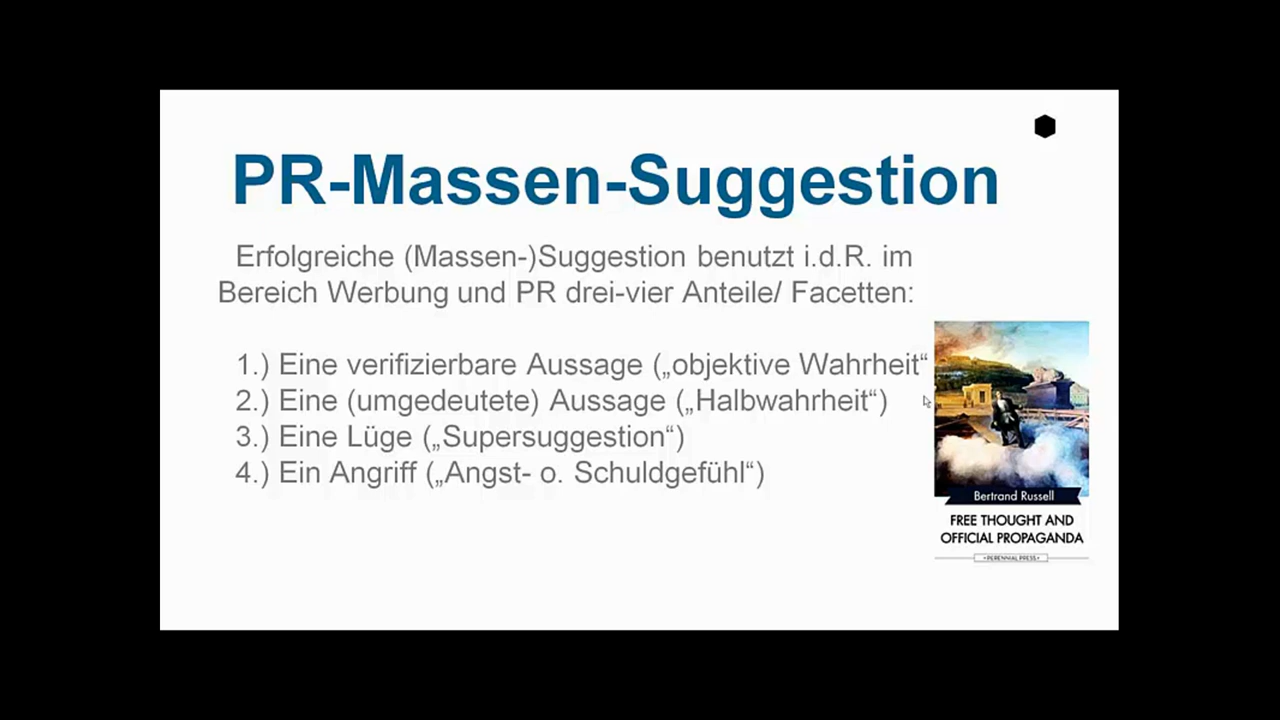 PR-Massen-Suggestion
Erfolgreiche (Massen-)Suggestion benutzt i.d.R. im
Bereich Werbung und PR drei-vier Anteile/ Facetten:
1.) Eine verifizierbare Aussage („objektive Wahrheit“
2.) Eine (umgedeutete) Aussage („Halbwahrheit“)
3.) Eine Lüge („Supersuggestion“)
4.) Ein Angriff („Angst- o. Schuldgefühl“)
Bertrand Russell
FREE THOUGHT AND
OFFICIAL PROPAGANDA
PERENNIAL PRESS